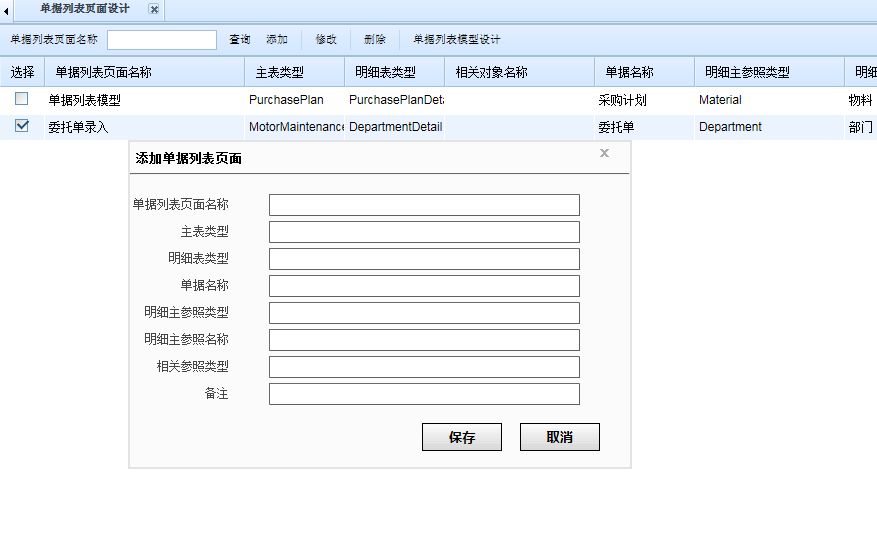 单据列表页面设计
单据列表页面名称 查询 添加 修改 删除 单据列表模型设计
选择 单据列表页面名称 主表类型 明细表类型 相关对象名称 单据名称 明细主参照类型 明细
单据列表模型 PurchasePlan PurchasePlanDeta 采购计划 Material 物料
委托单录入 MotorMaintenance DepartmentDetail 委托单 Department 部门
添加单据列表页面 x
单据列表页面名称
主表类型
明细表类型
单据名称
明细主参照类型
明细主参照名称
相关参照类型
备注
保存 取消